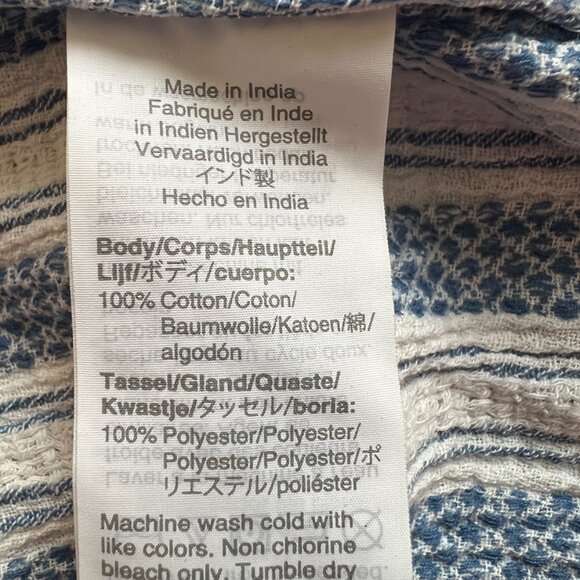 Made in India
Fabriqué en Inde
in Indien Hergestellt
Vervaardigd in India
インド製
Hecho en India
Body/Corps/Hauptteil/
Lijf/ボディ/cuerpo:
100% Cotton/Coton/
Baumwolle/Katoen/綿/
algodón
Tassel/Gland/Quaste/
Kwastje/タッセル/borla:
100% Polyester/Polyester/
Polyester/Polyester/ポ
リエステル/poliéster
Machine wash cold with
like colors. Non chlorine
bleach only. Tumble dry